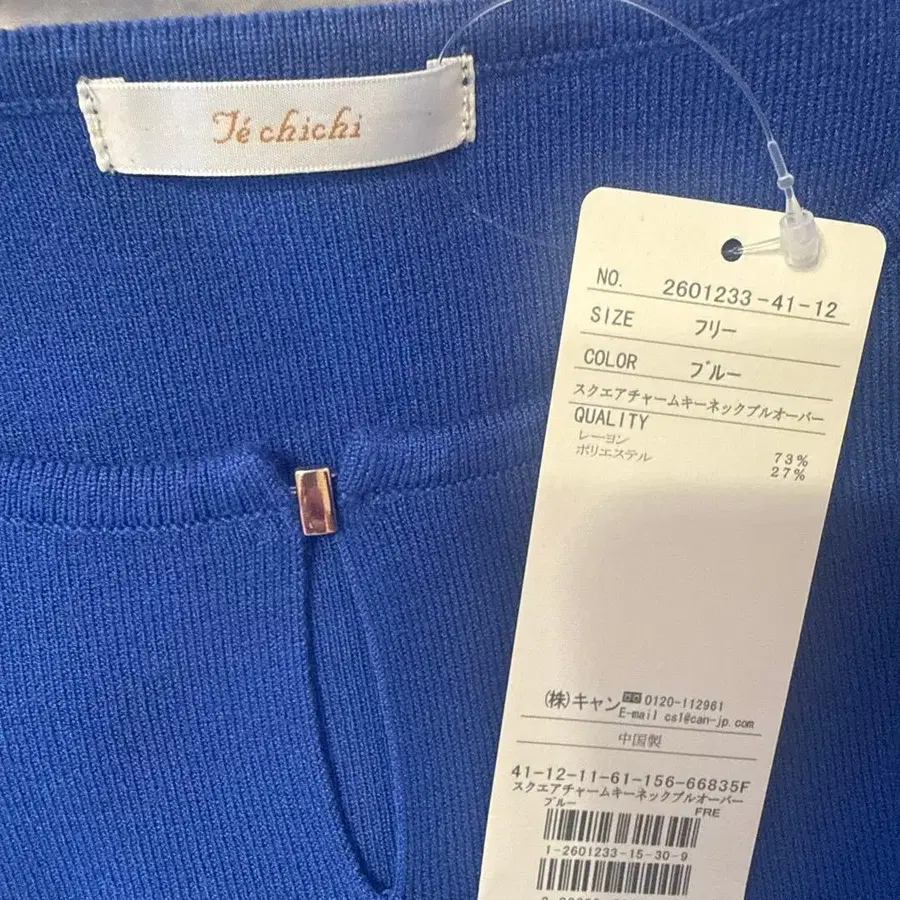 Té chichi
NO. 2601233-41-12
SIZE フリー
COLOR ブルー
スクエアチャームキーネックプルオーバー
QUALITY
レーヨン 73%
ポリエステル 27%
(株)キャン 0120-112961
E-mail cs1@can-jp.com
中国製
41-12-11-61-156-66835F
スクエアチャームキーネックプルオーバー
ブルー FRE
1-2601233-15-30-9